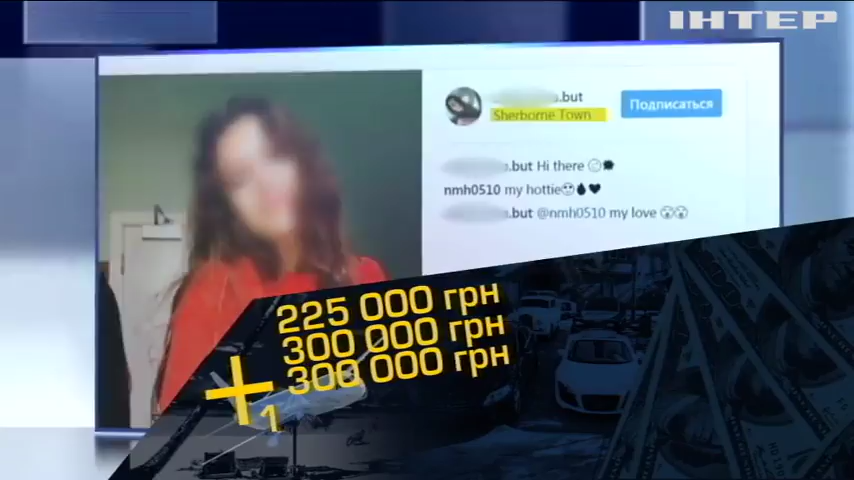 ІНТЕР
.but
Sherborne Town
Подписаться
.but Hi there
nmh0510 my hottie
.but @nmh0510 my love
225 000 грн
300 000 грн
300 000 грн
+
1